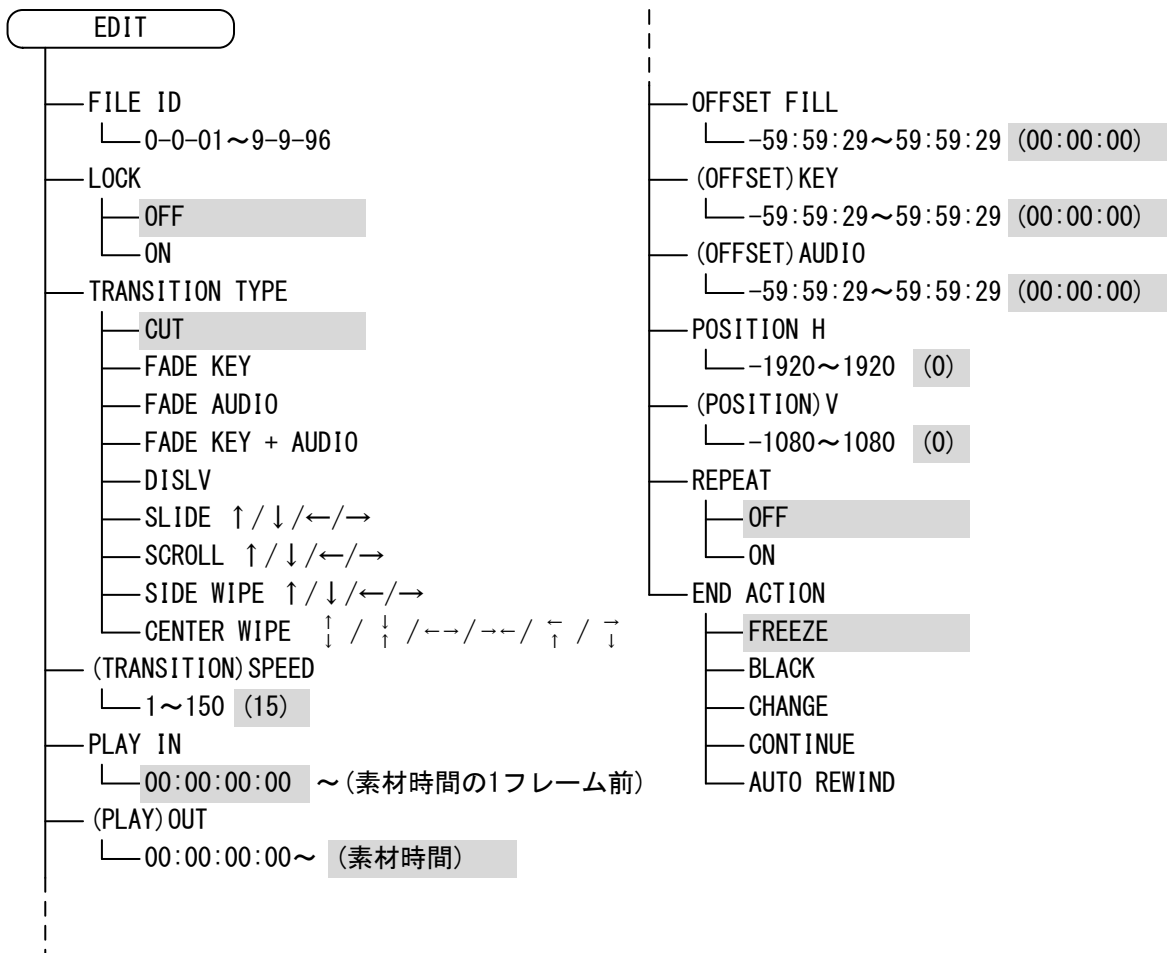 EDIT
FILE ID
0-0-01～9-9-96
LOCK
OFF
ON
TRANSITION TYPE
CUT
FADE KEY
FADE AUDIO
FADE KEY + AUDIO
DISLV
SLIDE ↑/↓/←/→
SCROLL ↑/↓/←/→
SIDE WIPE ↑/↓/←/→
CENTER WIPE ↑↓ / ↓↑ /←→/→←/ ←↑ / →↓
(TRANSITION)SPEED
1～150 (15)
PLAY IN
00:00:00:00 ～(素材時間の1フレーム前)
(PLAY)OUT
00:00:00:00～ (素材時間)
OFFSET FILL
-59:59:29～59:59:29 (00:00:00)
(OFFSET)KEY
-59:59:29～59:59:29 (00:00:00)
(OFFSET)AUDIO
-59:59:29～59:59:29 (00:00:00)
POSITION H
-1920～1920 (0)
(POSITION)V
-1080～1080 (0)
REPEAT
OFF
ON
END ACTION
FREEZE
BLACK
CHANGE
CONTINUE
AUTO REWIND